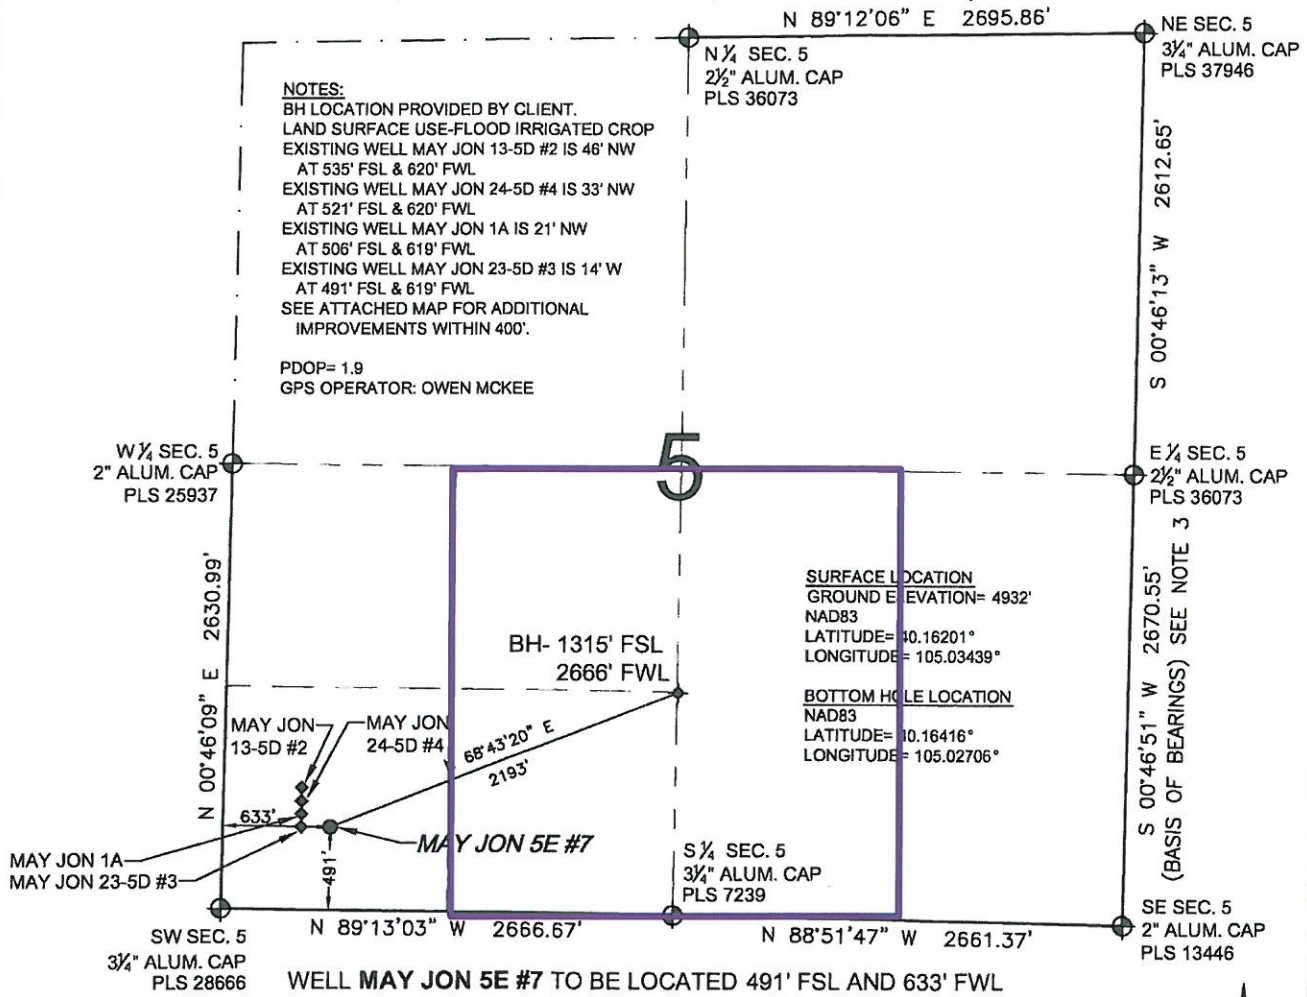 N 89°12'06" E 2695.86'
NE SEC. 5
3¼" ALUM. CAP
PLS 37946
N ¼ SEC. 5
2½" ALUM. CAP
PLS 36073
NOTES:
BH LOCATION PROVIDED BY CLIENT.
LAND SURFACE USE-FLOOD IRRIGATED CROP
EXISTING WELL MAY JON 13-5D #2 IS 46' NW
AT 535' FSL & 620' FWL
EXISTING WELL MAY JON 24-5D #4 IS 33' NW
AT 521' FSL & 620' FWL
EXISTING WELL MAY JON 1A IS 21' NW
AT 506' FSL & 619' FWL
EXISTING WELL MAY JON 23-5D #3 IS 14' W
AT 491' FSL & 619' FWL
SEE ATTACHED MAP FOR ADDITIONAL
IMPROVEMENTS WITHIN 400'.
PDOP= 1.9
GPS OPERATOR: OWEN MCKEE
S 00°46'13" W 2612.65'
W ¼ SEC. 5
2" ALUM. CAP
PLS 25937
5
E ¼ SEC. 5
2½" ALUM. CAP
PLS 36073
N 00°46'09" E 2630.99'
SURFACE LOCATION
GROUND ELEVATION= 4932'
NAD83
LATITUDE= 40.16201°
LONGITUDE= 105.03439°
BH- 1315' FSL
2666' FWL
BOTTOM HOLE LOCATION
NAD83
LATITUDE= 40.16416°
LONGITUDE= 105.02706°
S 00°46'51" W 2670.55'
(BASIS OF BEARINGS) SEE NOTE 3
MAY JON
13-5D #2
MAY JON
24-5D #4
68°43'20" E
2193'
633'
MAY JON 5E #7
491'
MAY JON 1A
MAY JON 23-5D #3
S ¼ SEC. 5
3¼" ALUM. CAP
PLS 7239
SW SEC. 5
3¼" ALUM. CAP
PLS 28666
N 89°13'03" W 2666.67'
N 88°51'47" W 2661.37'
SE SEC. 5
2" ALUM. CAP
PLS 13446
WELL MAY JON 5E #7 TO BE LOCATED 491' FSL AND 633' FWL